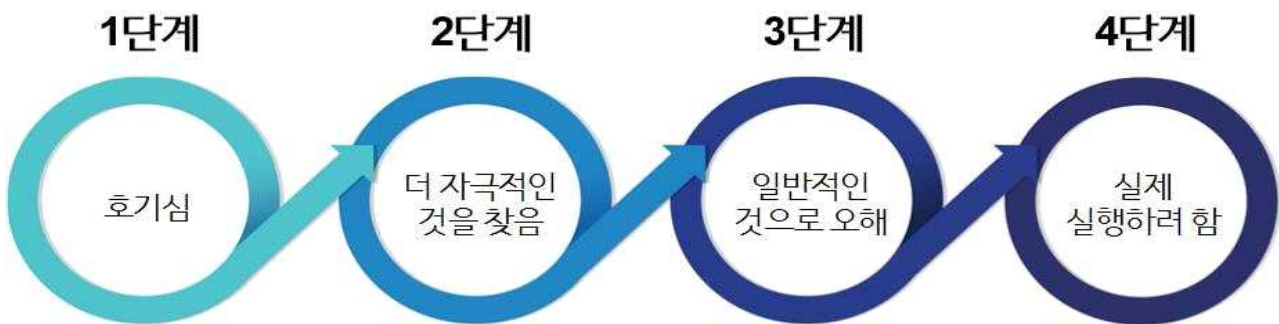 1단계
2단계
3단계
4단계
호기심
더 자극적인
것을 찾음
일반적인
것으로 오해
실제
실행하려 함